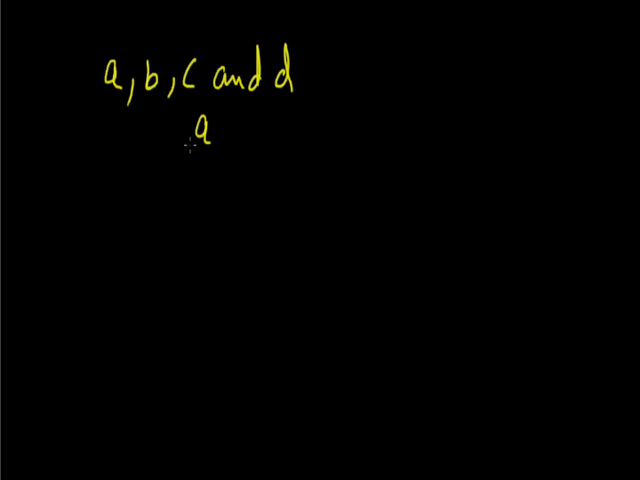 a, b, c and d
a